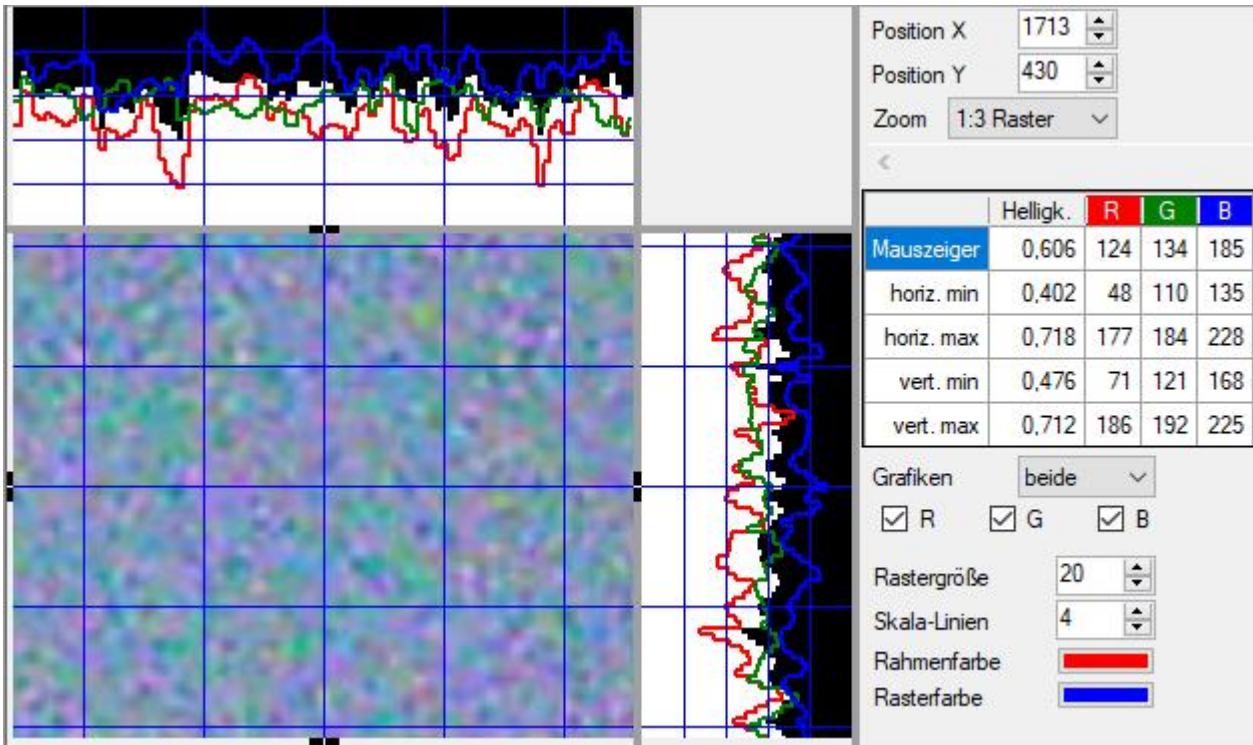 Position X 1713
Position Y 430
Zoom 1:3 Raster
Helligk. R G B
Mauszeiger 0,606 124 134 185
horiz. min 0,402 48 110 135
horiz. max 0,718 177 184 228
vert. min 0,476 71 121 168
vert. max 0,712 186 192 225
Grafiken beide
R G B
Rastergröße 20
Skala-Linien 4
Rahmenfarbe
Rasterfarbe